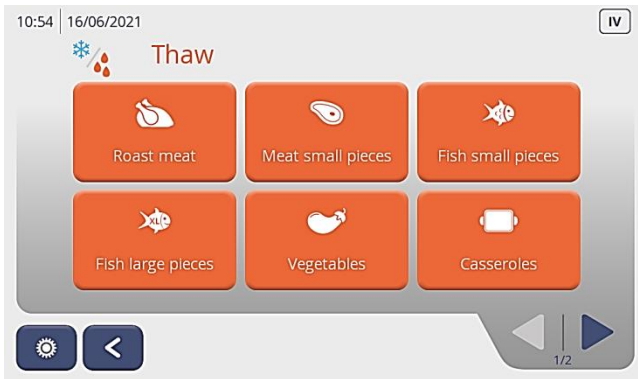 10:54 16/06/2021
IV
Thaw
Roast meat
Meat small pieces
Fish small pieces
XL
Fish large pieces
Vegetables
Casseroles
1/2